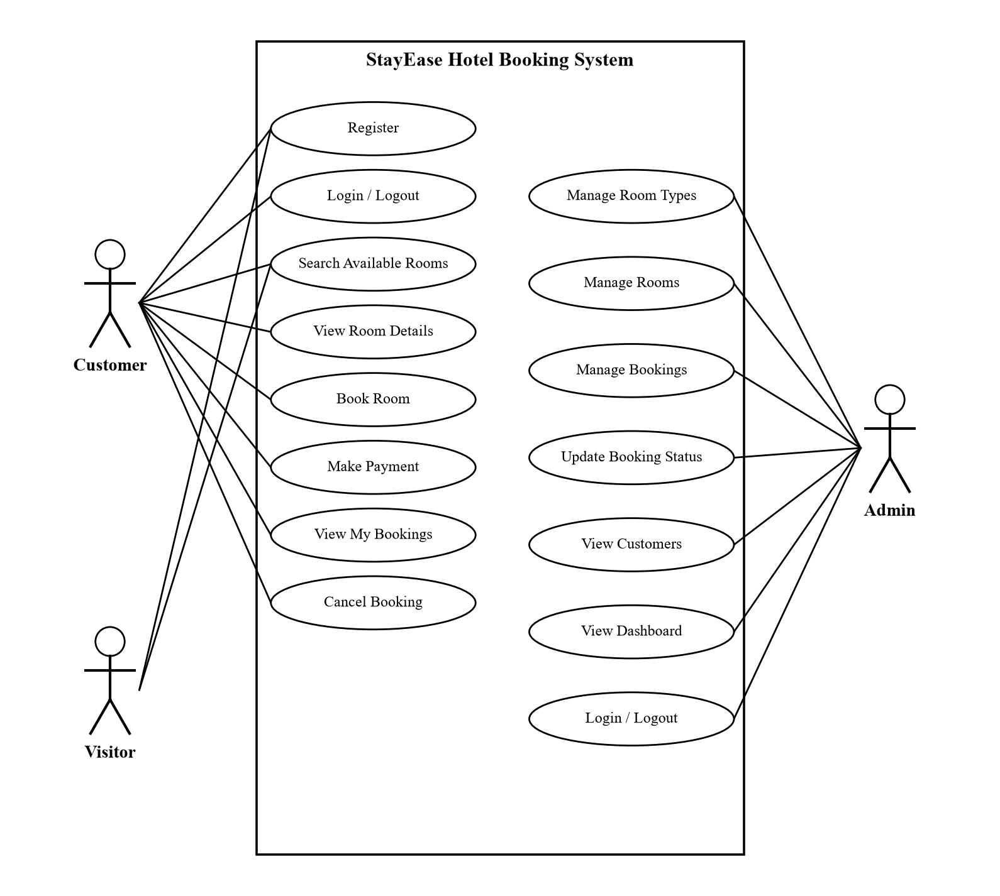 StayEase Hotel Booking System
Register
Login / Logout
Search Available Rooms
View Room Details
Book Room
Make Payment
View My Bookings
Cancel Booking
Manage Room Types
Manage Rooms
Manage Bookings
Update Booking Status
View Customers
View Dashboard
Login / Logout
Customer
Visitor
Admin